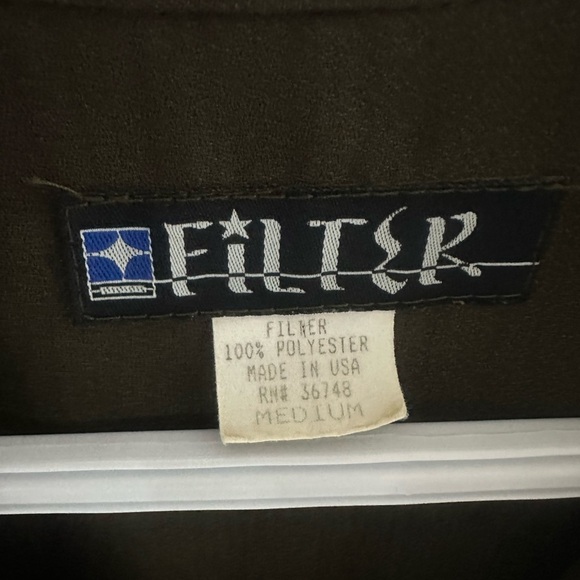 FiLTER
FILTER
100% POLYESTER
MADE IN USA
RN# 36748
MEDIUM